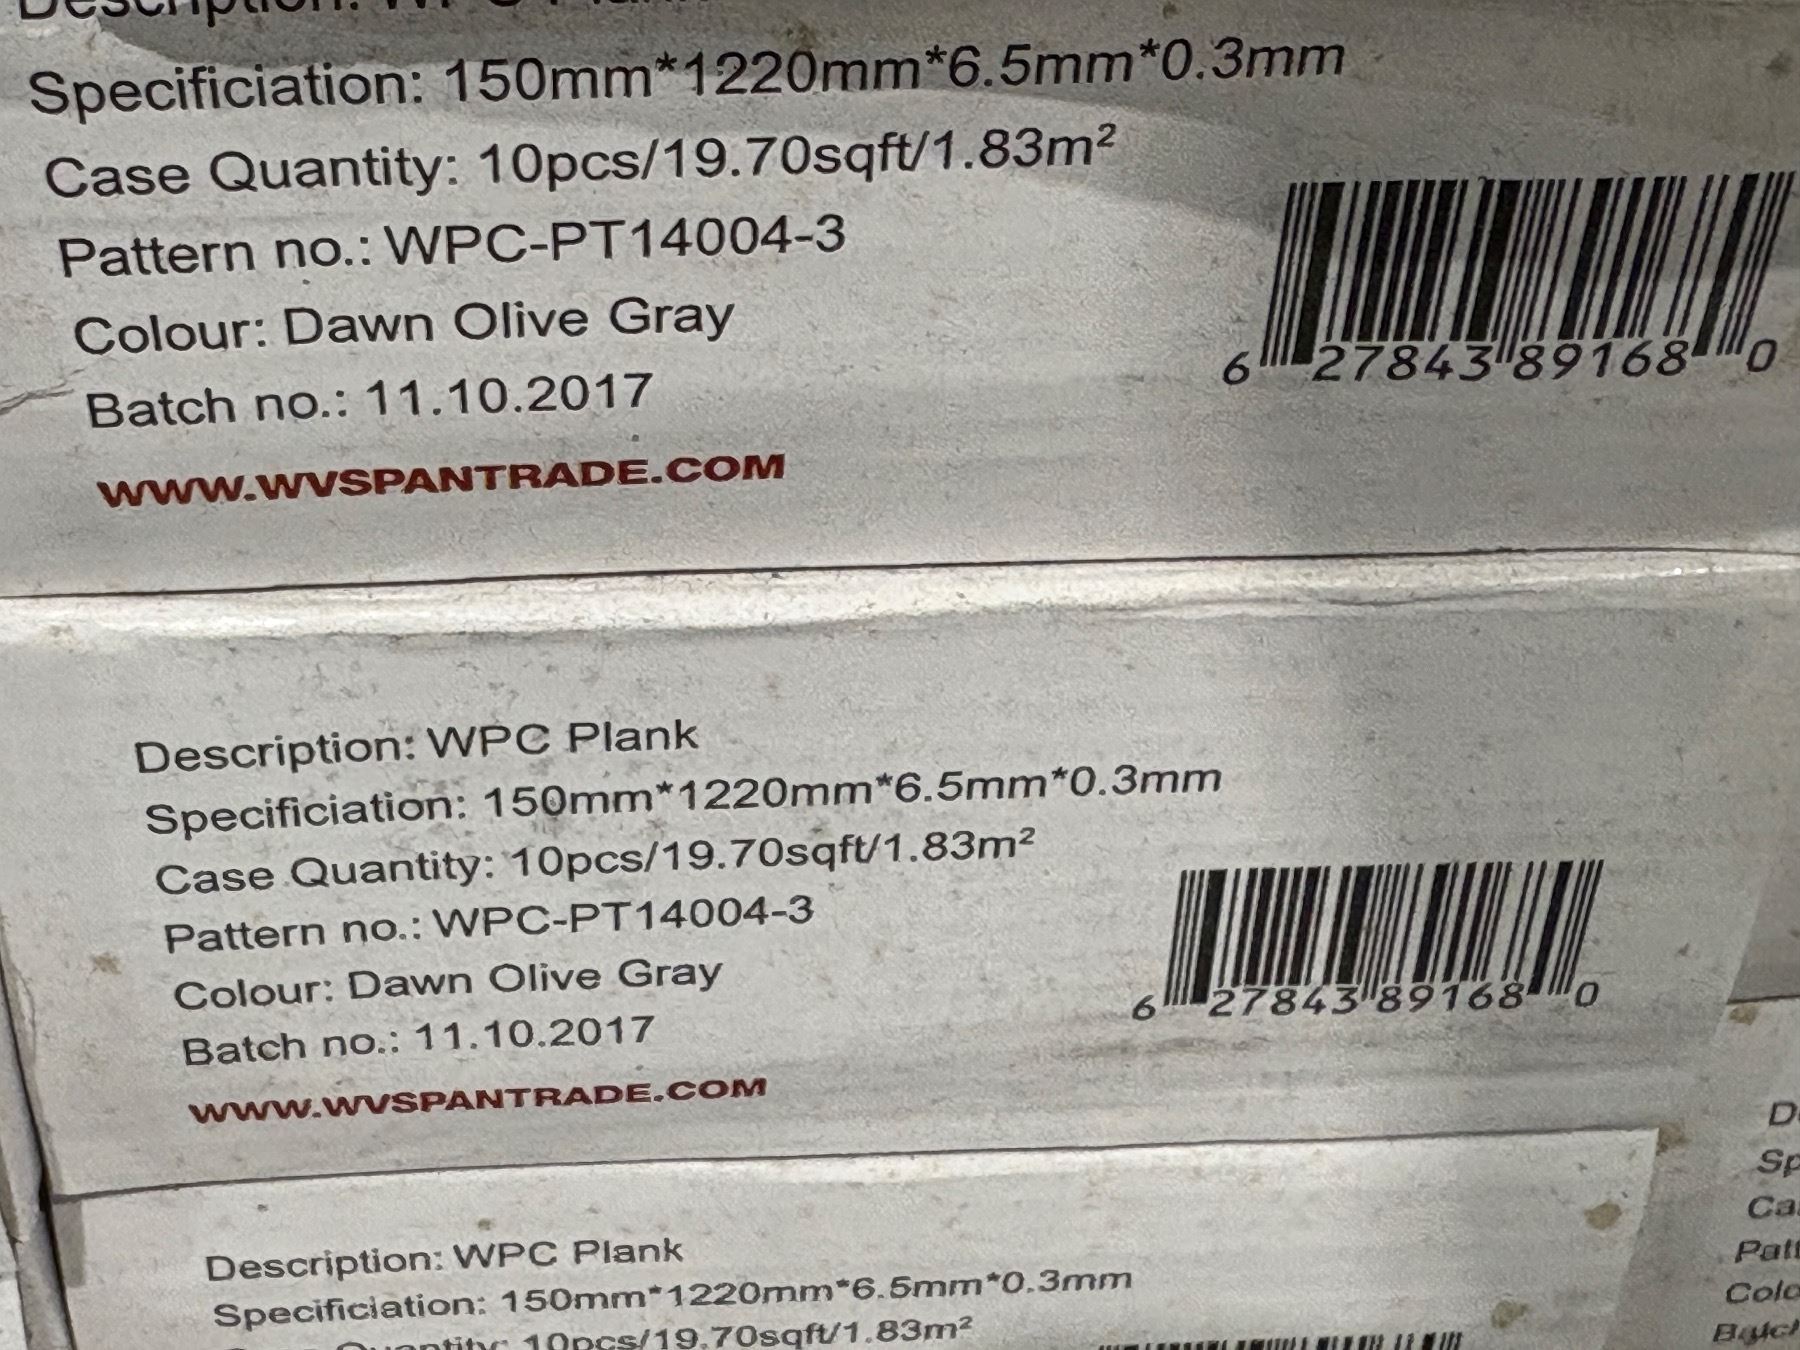 Description: WPC Plank
Specificiation: 150mm*1220mm*6.5mm*0.3mm
Case Quantity: 10pcs/19.70sqft/1.83m²
Pattern no.: WPC-PT14004-3
Colour: Dawn Olive Gray
Batch no.: 11.10.2017
WWW.WVSPANTRADE.COM
6 27843 89168 0
Description: WPC Plank
Specificiation: 150mm*1220mm*6.5mm*0.3mm
Case Quantity: 10pcs/19.70sqft/1.83m²
Pattern no.: WPC-PT14004-3
Colour: Dawn Olive Gray
Batch no.: 11.10.2017
WWW.WVSPANTRADE.COM
6 27843 89168 0
Description: WPC Plank
Specificiation: 150mm*1220mm*6.5mm*0.3mm
Quantity: 10pcs/19.70sqft/1.83m²